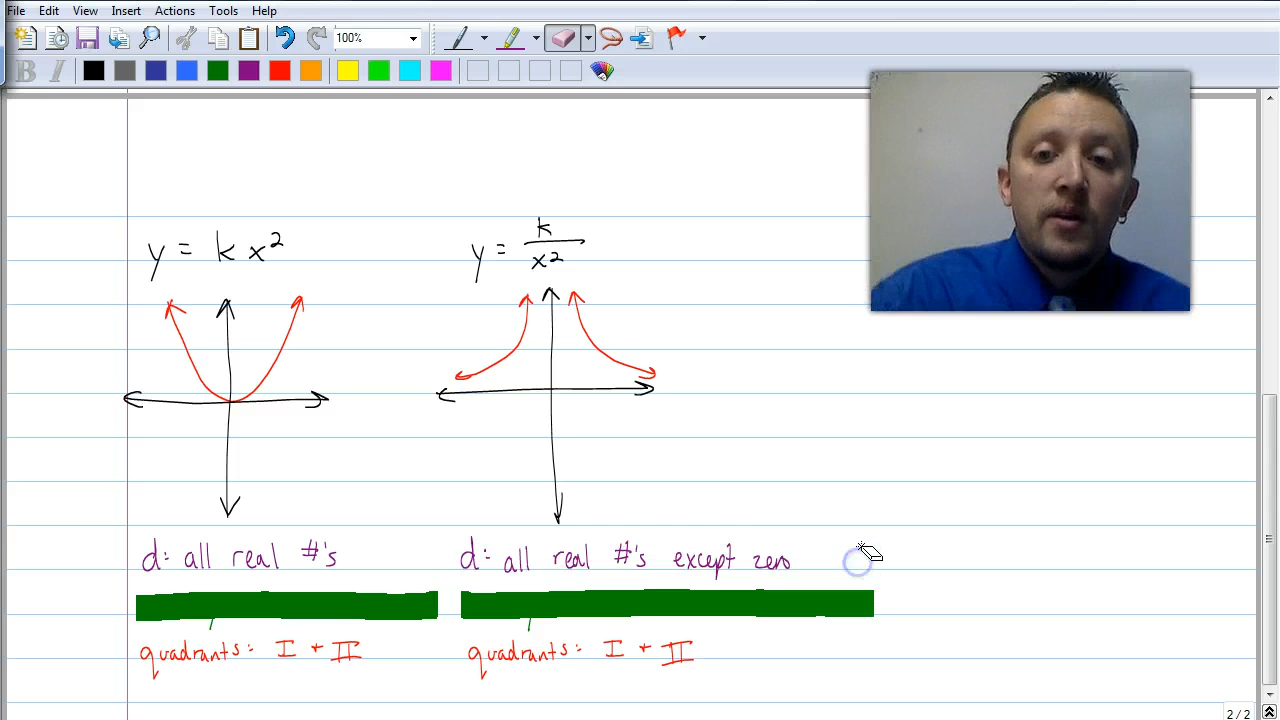 File Edit View Insert Actions Tools Help
100%
B I
y = k x²
y = k/x²
d: all real #'s
d: all real #'s except zero
quadrants: I + II
quadrants: I + II
2 / 2